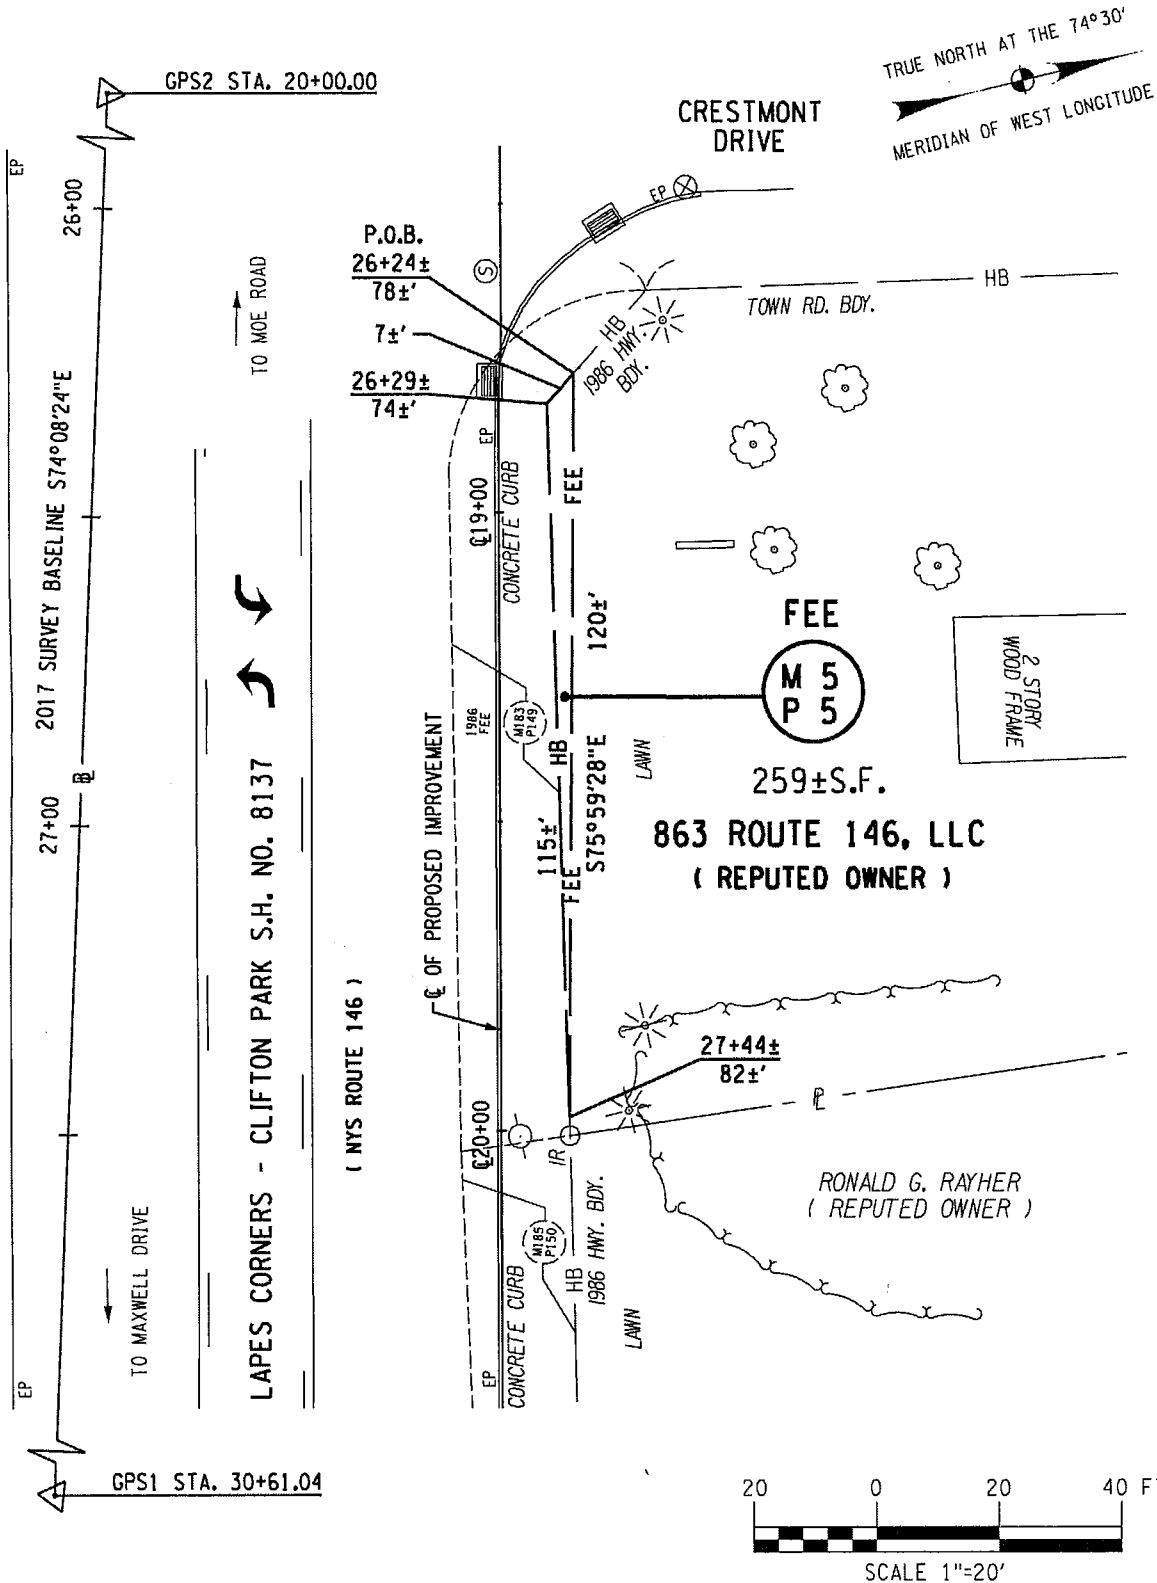 GPS2 STA. 20+00.00
TRUE NORTH AT THE 74°30'
MERIDIAN OF WEST LONGITUDE
CRESTMONT
DRIVE
EP
EP
26+00
P.O.B.
26+24±
78±'
S
HB
TOWN RD. BDY.
TO MOE ROAD
7±'
HB
1986 HWY.
BDY.
26+29±
74±'
2017 SURVEY BASELINE S74°08'24"E
EP
℄19+00
CONCRETE CURB
FEE
120±'
FEE
M 5
P 5
2 STORY
WOOD FRAME
1986
FEE
M183
P149
HB
LAWN
S75°59'28"E
259±S.F.
27+00
BL
863 ROUTE 146, LLC
( REPUTED OWNER )
115±'
FEE
℄ OF PROPOSED IMPROVEMENT
LAPES CORNERS - CLIFTON PARK S.H. NO. 8137
( NYS ROUTE 146 )
27+44±
82±'
PL
℄20+00
IR
RONALD G. RAYHER
( REPUTED OWNER )
TO MAXWELL DRIVE
M185
P150
HB
1986 HWY. BDY.
LAWN
CONCRETE CURB
EP
EP
GPS1 STA. 30+61.04
20 0 20 40 F
SCALE 1"=20'